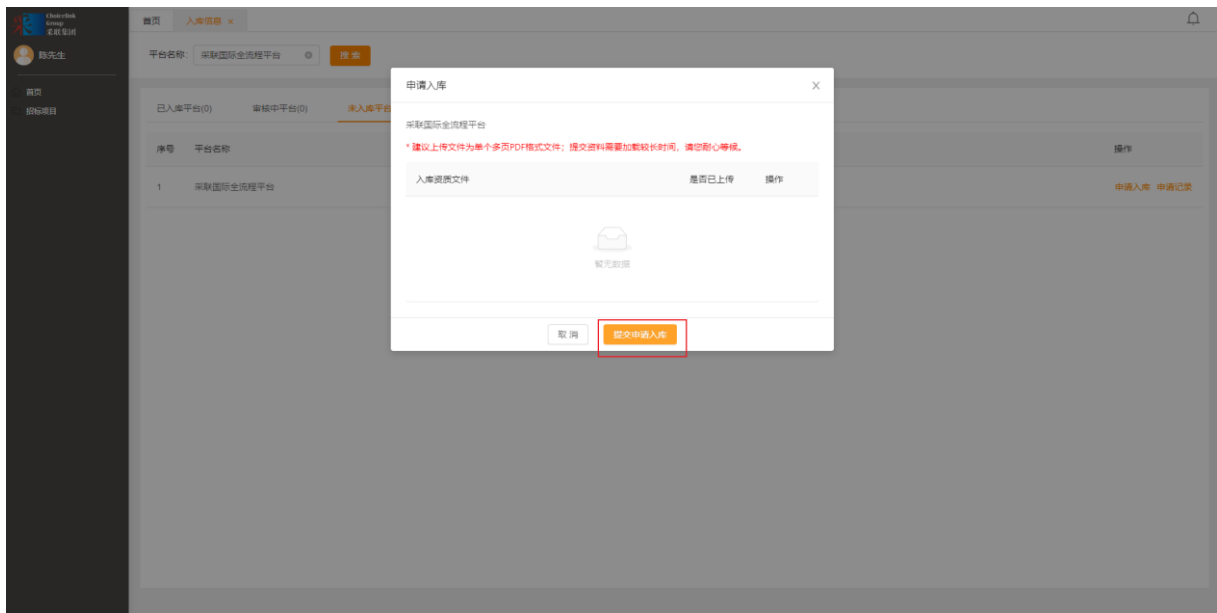 Choicelink
Group
采联集团
陈先生
首页
招标项目
首页 入库信息 ×
平台名称: 采联国际全流程平台 搜索
已入库平台(0) 审核中平台(0) 未入库平台
序号 平台名称 操作
1 采联国际全流程平台 申请入库 申请记录
申请入库
采联国际全流程平台
* 建议上传文件为单个多页PDF格式文件；提交资料需要加载较长时间，请您耐心等候。
入库资质文件 是否已上传 操作
暂无数据
取消 提交申请入库